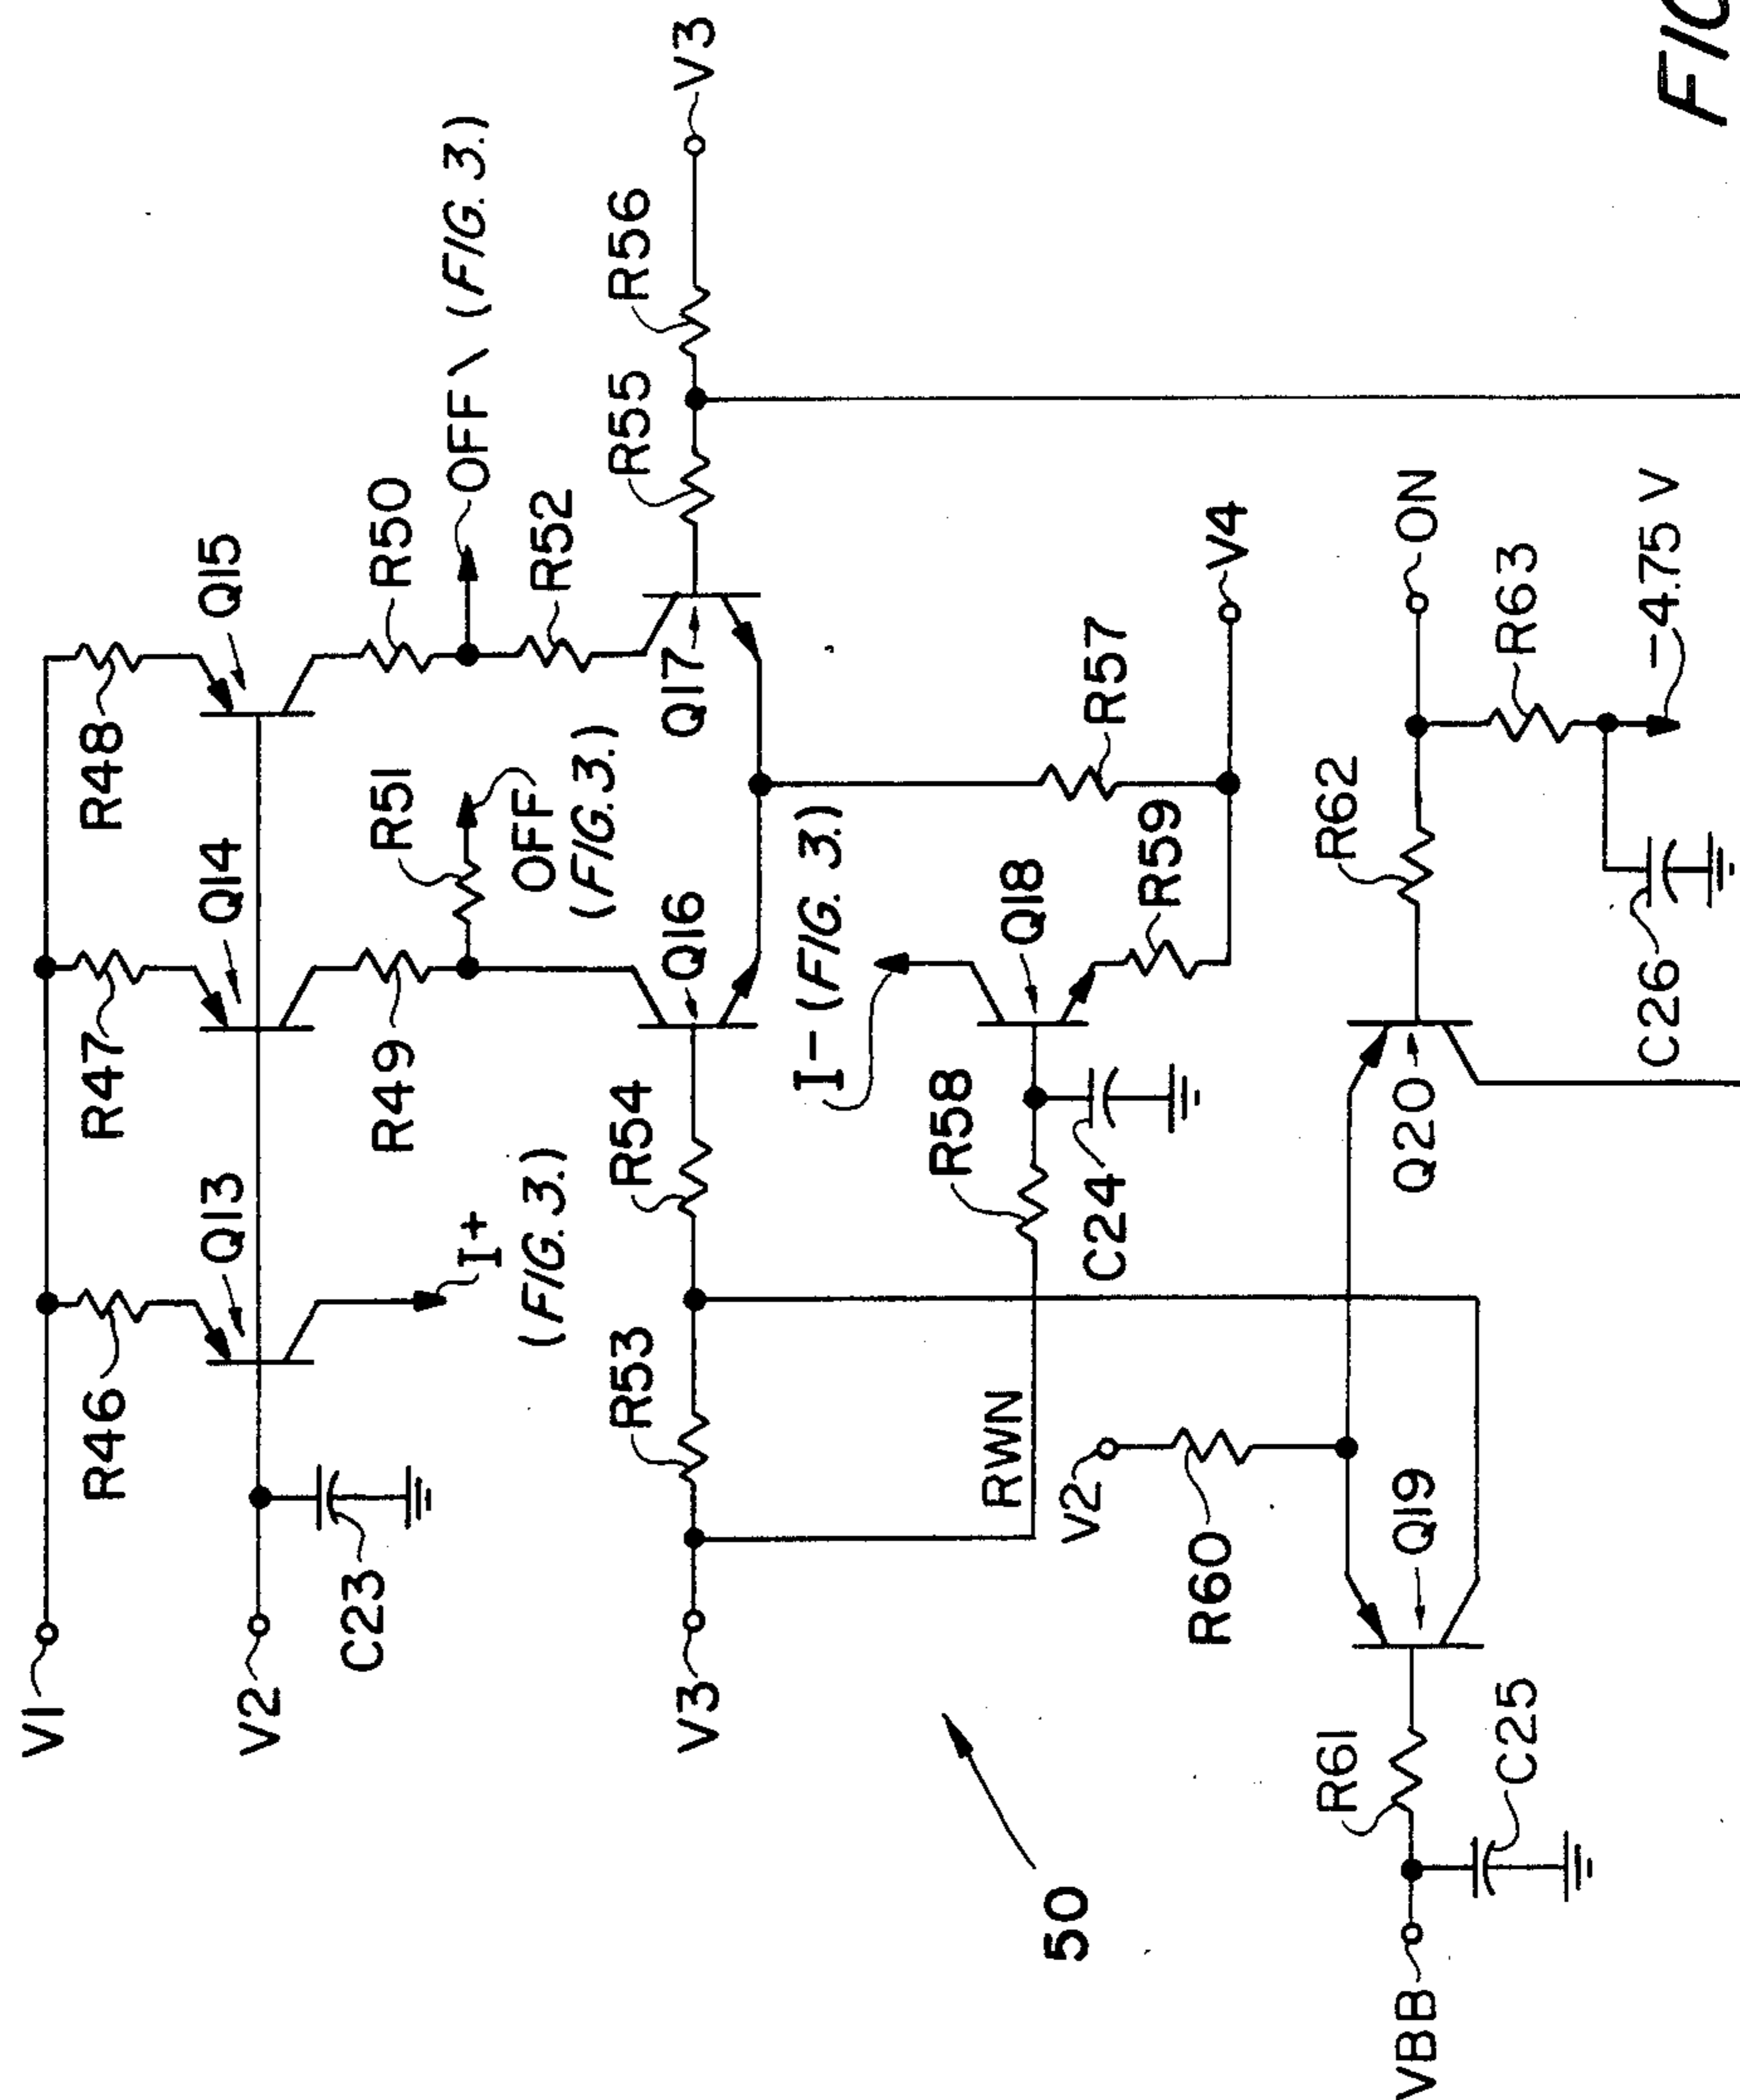 V1
R46
R47
R48
V2
C23
Q13
Q14
Q15
I+
(FIG. 3.)
R49
R51
R50
OFF
(FIG. 3.)
OFF \ (FIG. 3.)
R52
V3
R53
R54
Q16
Q17
R55
R56
V3
RWN
R58
C24
I- (FIG. 3.)
Q18
R59
R57
V4
V2
R60
VBB
R61
C25
Q19
Q20
R62
ON
R63
C26
-4.75 V
50